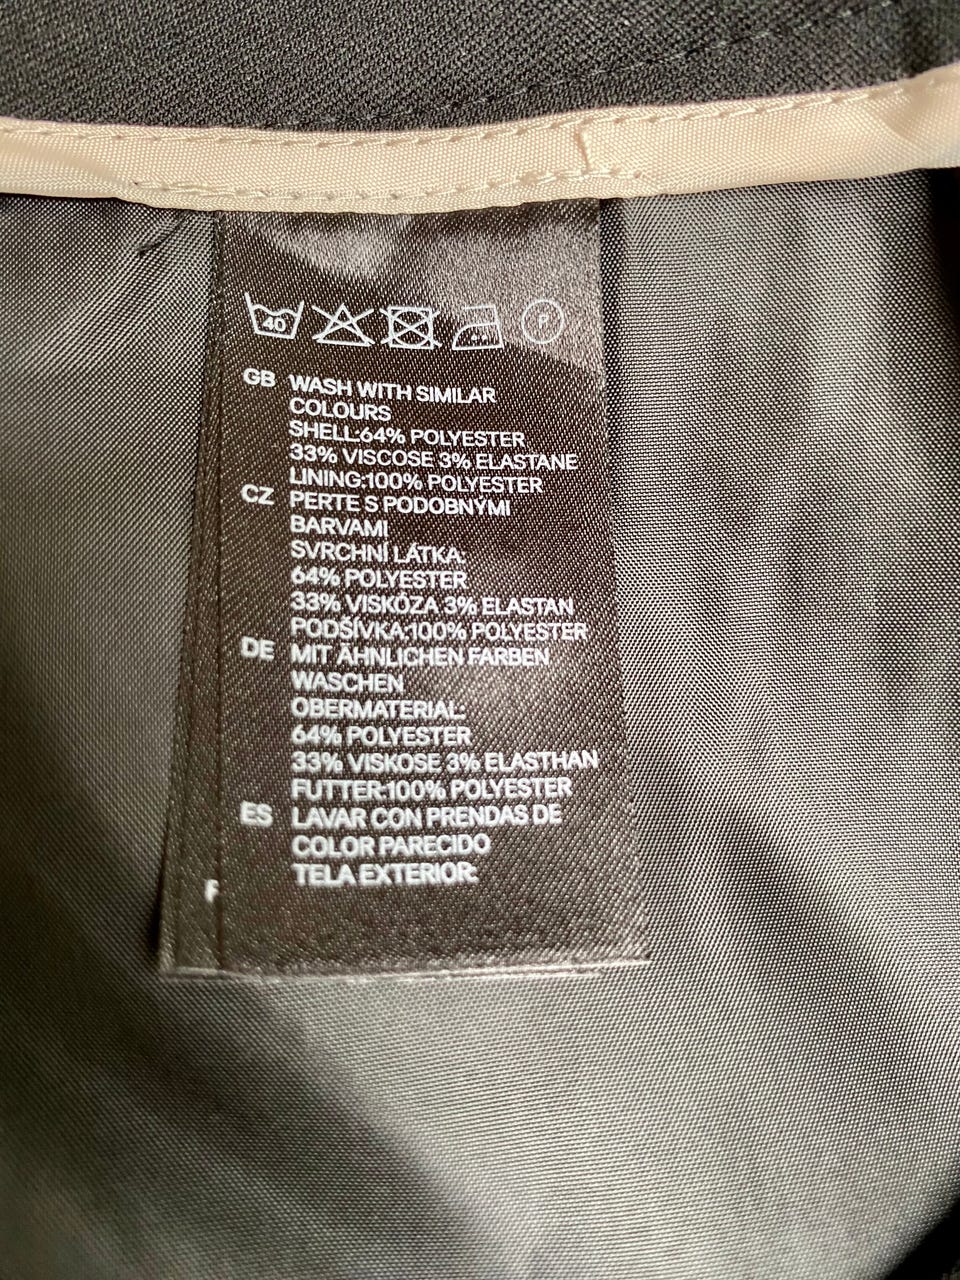 40
P
GB WASH WITH SIMILAR
COLOURS
SHELL:64% POLYESTER
33% VISCOSE 3% ELASTANE
LINING:100% POLYESTER
CZ PERTE S PODOBNÝMI
BARVAMI
SVRCHNÍ LÁTKA:
64% POLYESTER
33% VISKÓZA 3% ELASTAN
PODŠÍVKA:100% POLYESTER
DE MIT ÄHNLICHEN FARBEN
WASCHEN
OBERMATERIAL:
64% POLYESTER
33% VISKOSE 3% ELASTHAN
FUTTER:100% POLYESTER
ES LAVAR CON PRENDAS DE
COLOR PARECIDO
TELA EXTERIOR: